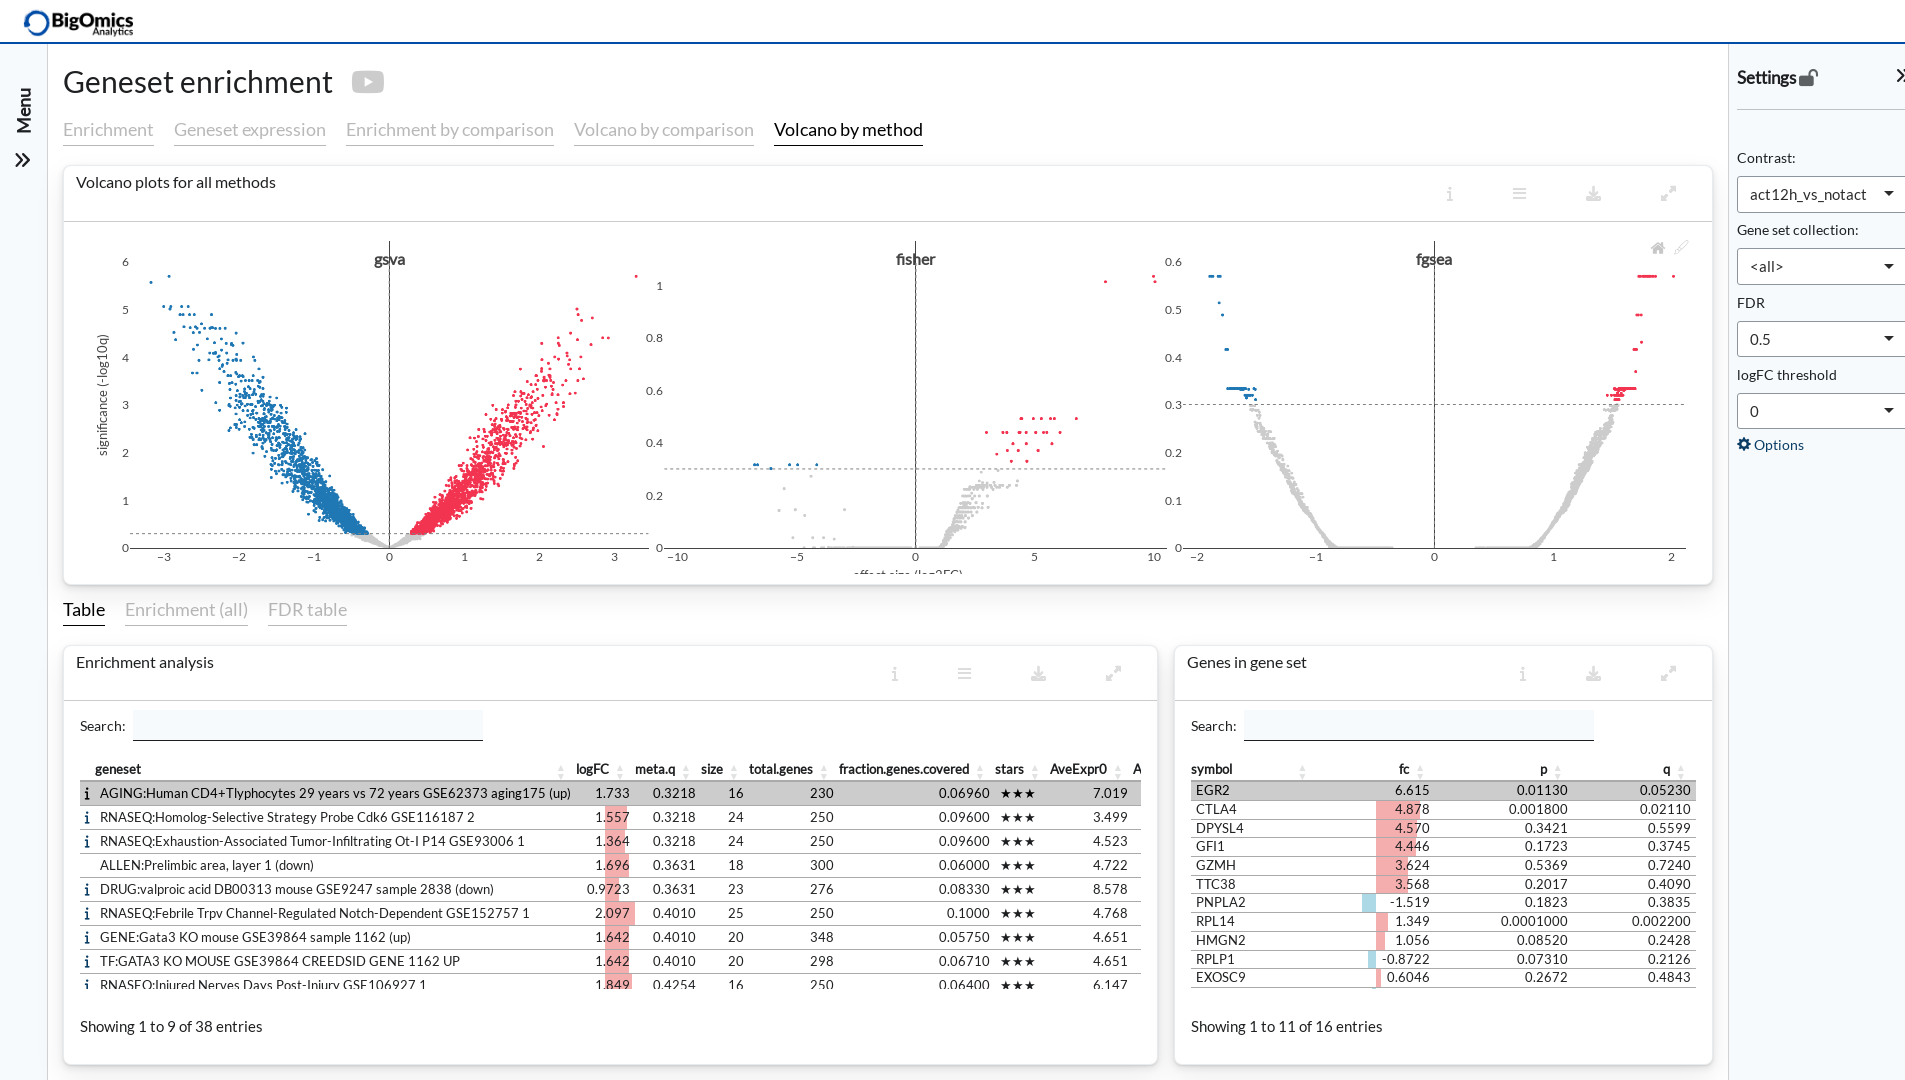 BigOmics
Analytics
Menu
Geneset enrichment
Settings
Enrichment Geneset expression Enrichment by comparison Volcano by comparison Volcano by method
Volcano plots for all methods
gsva fisher fgsea
significance (-log10q)
6
5
4
3
2
1
0
−3 −2 −1 0 1 2 3
1
0.8
0.6
0.4
0.2
0
−10 −5 0 5 10
0.6
0.5
0.4
0.3
0.2
0.1
0
−2 −1 0 1 2
effect size (log2FC)
Contrast:
act12h_vs_notact
Gene set collection:
<all>
FDR
0.5
logFC threshold
0
Options
Table Enrichment (all) FDR table
Enrichment analysis
Search:
geneset logFC meta.q size total.genes fraction.genes.covered stars AveExpr0 A
AGING:Human CD4+Tlyphocytes 29 years vs 72 years GSE62373 aging175 (up) 1.733 0.3218 16 230 0.06960 ★★★ 7.019
RNASEQ:Homolog-Selective Strategy Probe Cdk6 GSE116187 2 1.557 0.3218 24 250 0.09600 ★★★ 3.499
RNASEQ:Exhaustion-Associated Tumor-Infiltrating Ot-I P14 GSE93006 1 1.364 0.3218 24 250 0.09600 ★★★ 4.523
ALLEN:Prelimbic area, layer 1 (down) 1.696 0.3631 18 300 0.06000 ★★★ 4.722
DRUG:valproic acid DB00313 mouse GSE9247 sample 2838 (down) 0.9723 0.3631 23 276 0.08330 ★★★ 8.578
RNASEQ:Febrile Trpv Channel-Regulated Notch-Dependent GSE152757 1 2.097 0.4010 25 250 0.1000 ★★★ 4.768
GENE:Gata3 KO mouse GSE39864 sample 1162 (up) 1.642 0.4010 20 348 0.05750 ★★★ 4.651
TF:GATA3 KO MOUSE GSE39864 CREEDSID GENE 1162 UP 1.642 0.4010 20 298 0.06710 ★★★ 4.651
RNASEQ:Injured Nerves Days Post-Injury GSE106927 1 1.849 0.4254 16 250 0.06400 ★★★ 6.147
Showing 1 to 9 of 38 entries
Genes in gene set
Search:
symbol fc p q
EGR2 6.615 0.01130 0.05230
CTLA4 4.878 0.001800 0.02110
DPYSL4 4.570 0.3421 0.5599
GFI1 4.446 0.1723 0.3745
GZMH 3.624 0.5369 0.7240
TTC38 3.568 0.2017 0.4090
PNPLA2 -1.519 0.1823 0.3835
RPL14 1.349 0.0001000 0.002200
HMGN2 1.056 0.08520 0.2428
RPLP1 -0.8722 0.07310 0.2126
EXOSC9 0.6046 0.2672 0.4843
Showing 1 to 11 of 16 entries